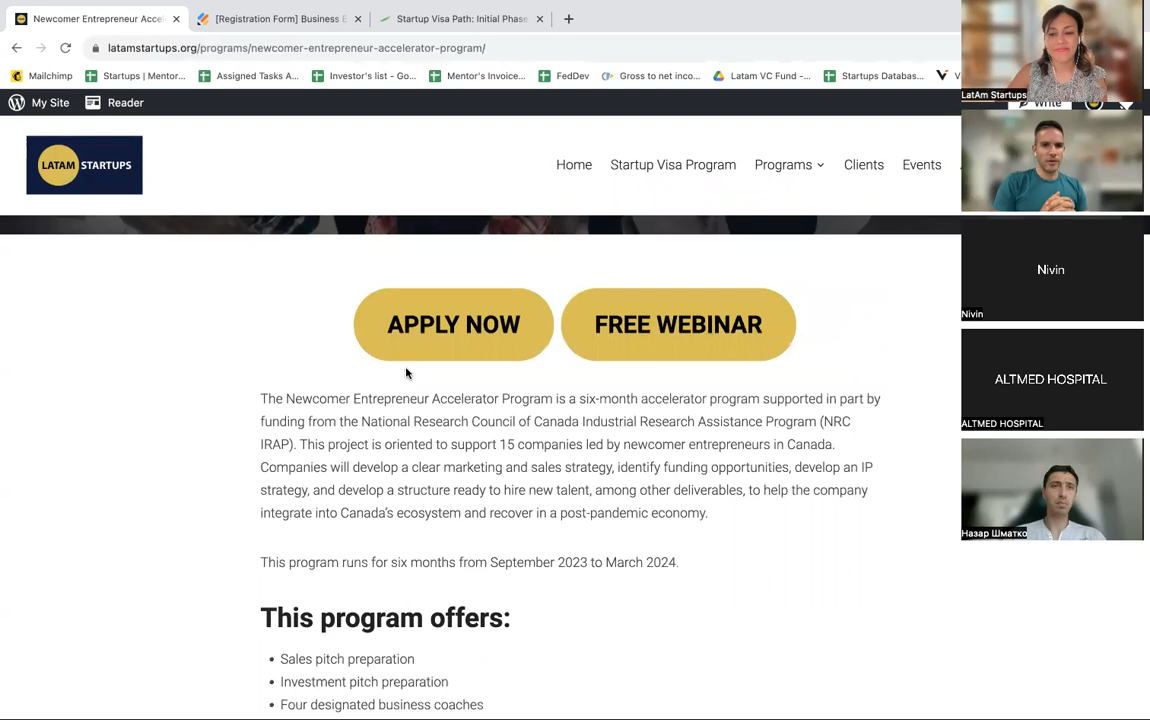 Newcomer Entrepreneur Acce
[Registration Form] Business E
Startup Visa Path: Initial Phase
latamstartups.org/programs/newcomer-entrepreneur-accelerator-program/
Mailchimp
Startups | Mentor...
Assigned Tasks A...
Investor's list - Go...
Mentor's Invoice...
FedDev
Gross to net inco...
Latam VC Fund -...
Startups Databas...
My Site
Reader
Write
LATAM STARTUPS
Home
Startup Visa Program
Programs
Clients
Events
LatAm Startups
Nivin
Nivin
ALTMED HOSPITAL
ALTMED HOSPITAL
Назар Шматко
APPLY NOW
FREE WEBINAR
The Newcomer Entrepreneur Accelerator Program is a six-month accelerator program supported in part by
funding from the National Research Council of Canada Industrial Research Assistance Program (NRC
IRAP). This project is oriented to support 15 companies led by newcomer entrepreneurs in Canada.
Companies will develop a clear marketing and sales strategy, identify funding opportunities, develop an IP
strategy, and develop a structure ready to hire new talent, among other deliverables, to help the company
integrate into Canada's ecosystem and recover in a post-pandemic economy.
This program runs for six months from September 2023 to March 2024.
This program offers:
• Sales pitch preparation
• Investment pitch preparation
• Four designated business coaches